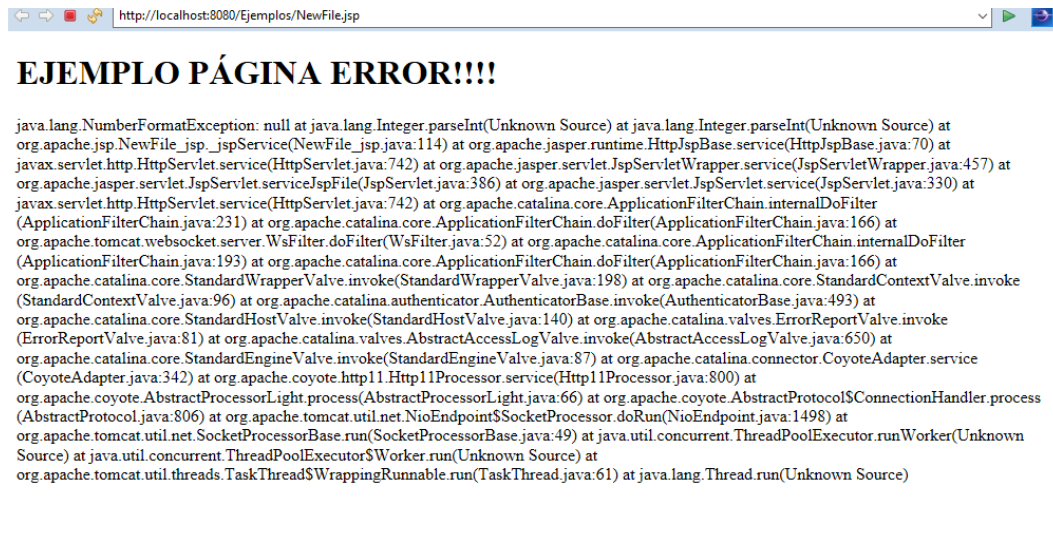 http://localhost:8080/Ejemplos/NewFile.jsp
EJEMPLO PÁGINA ERROR!!!!
java.lang.NumberFormatException: null at java.lang.Integer.parseInt(Unknown Source) at java.lang.Integer.parseInt(Unknown Source) at
org.apache.jsp.NewFile_jsp._jspService(NewFile_jsp.java:114) at org.apache.jasper.runtime.HttpJspBase.service(HttpJspBase.java:70) at
javax.servlet.http.HttpServlet.service(HttpServlet.java:742) at org.apache.jasper.servlet.JspServletWrapper.service(JspServletWrapper.java:457) at
org.apache.jasper.servlet.JspServlet.serviceJspFile(JspServlet.java:386) at org.apache.jasper.servlet.JspServlet.service(JspServlet.java:330) at
javax.servlet.http.HttpServlet.service(HttpServlet.java:742) at org.apache.catalina.core.ApplicationFilterChain.internalDoFilter
(ApplicationFilterChain.java:231) at org.apache.catalina.core.ApplicationFilterChain.doFilter(ApplicationFilterChain.java:166) at
org.apache.tomcat.websocket.server.WsFilter.doFilter(WsFilter.java:52) at org.apache.catalina.core.ApplicationFilterChain.internalDoFilter
(ApplicationFilterChain.java:193) at org.apache.catalina.core.ApplicationFilterChain.doFilter(ApplicationFilterChain.java:166) at
org.apache.catalina.core.StandardWrapperValve.invoke(StandardWrapperValve.java:198) at org.apache.catalina.core.StandardContextValve.invoke
(StandardContextValve.java:96) at org.apache.catalina.authenticator.AuthenticatorBase.invoke(AuthenticatorBase.java:493) at
org.apache.catalina.core.StandardHostValve.invoke(StandardHostValve.java:140) at org.apache.catalina.valves.ErrorReportValve.invoke
(ErrorReportValve.java:81) at org.apache.catalina.valves.AbstractAccessLogValve.invoke(AbstractAccessLogValve.java:650) at
org.apache.catalina.core.StandardEngineValve.invoke(StandardEngineValve.java:87) at org.apache.catalina.connector.CoyoteAdapter.service
(CoyoteAdapter.java:342) at org.apache.coyote.http11.Http11Processor.service(Http11Processor.java:800) at
org.apache.coyote.AbstractProcessorLight.process(AbstractProcessorLight.java:66) at org.apache.coyote.AbstractProtocol$ConnectionHandler.process
(AbstractProtocol.java:806) at org.apache.tomcat.util.net.NioEndpoint$SocketProcessor.doRun(NioEndpoint.java:1498) at
org.apache.tomcat.util.net.SocketProcessorBase.run(SocketProcessorBase.java:49) at java.util.concurrent.ThreadPoolExecutor.runWorker(Unknown
Source) at java.util.concurrent.ThreadPoolExecutor$Worker.run(Unknown Source) at
org.apache.tomcat.util.threads.TaskThread$WrappingRunnable.run(TaskThread.java:61) at java.lang.Thread.run(Unknown Source)